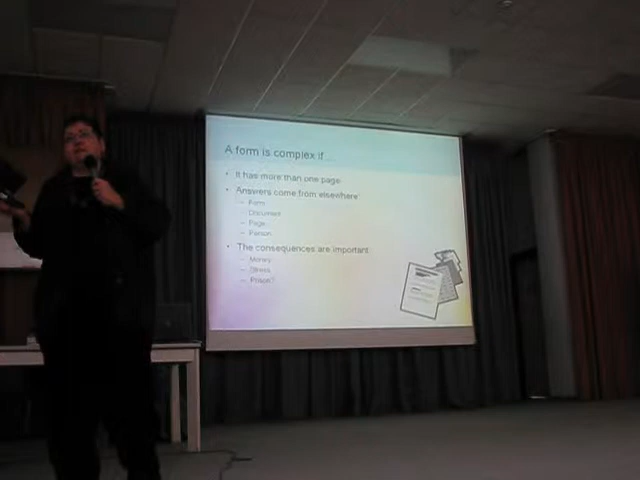 A form is complex if...
• It has more than one page
• Answers come from elsewhere:
– Form
– Document
– Page
– Person
• The consequences are important:
– Money
– Stress
– Prison?